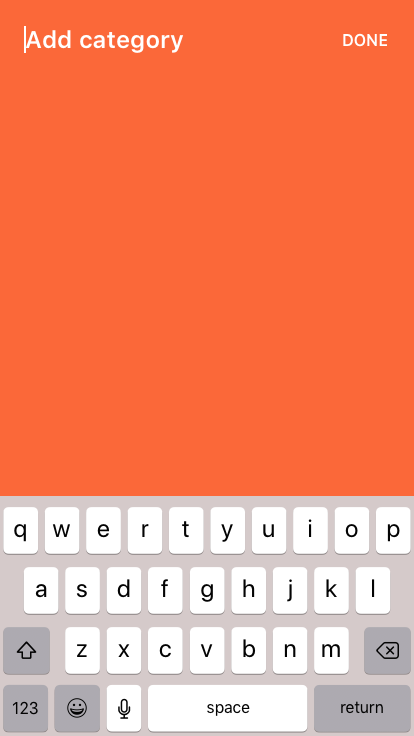 Add category DONE
q w e r t y u i o p
a s d f g h j k l
z x c v b n m
123 space return